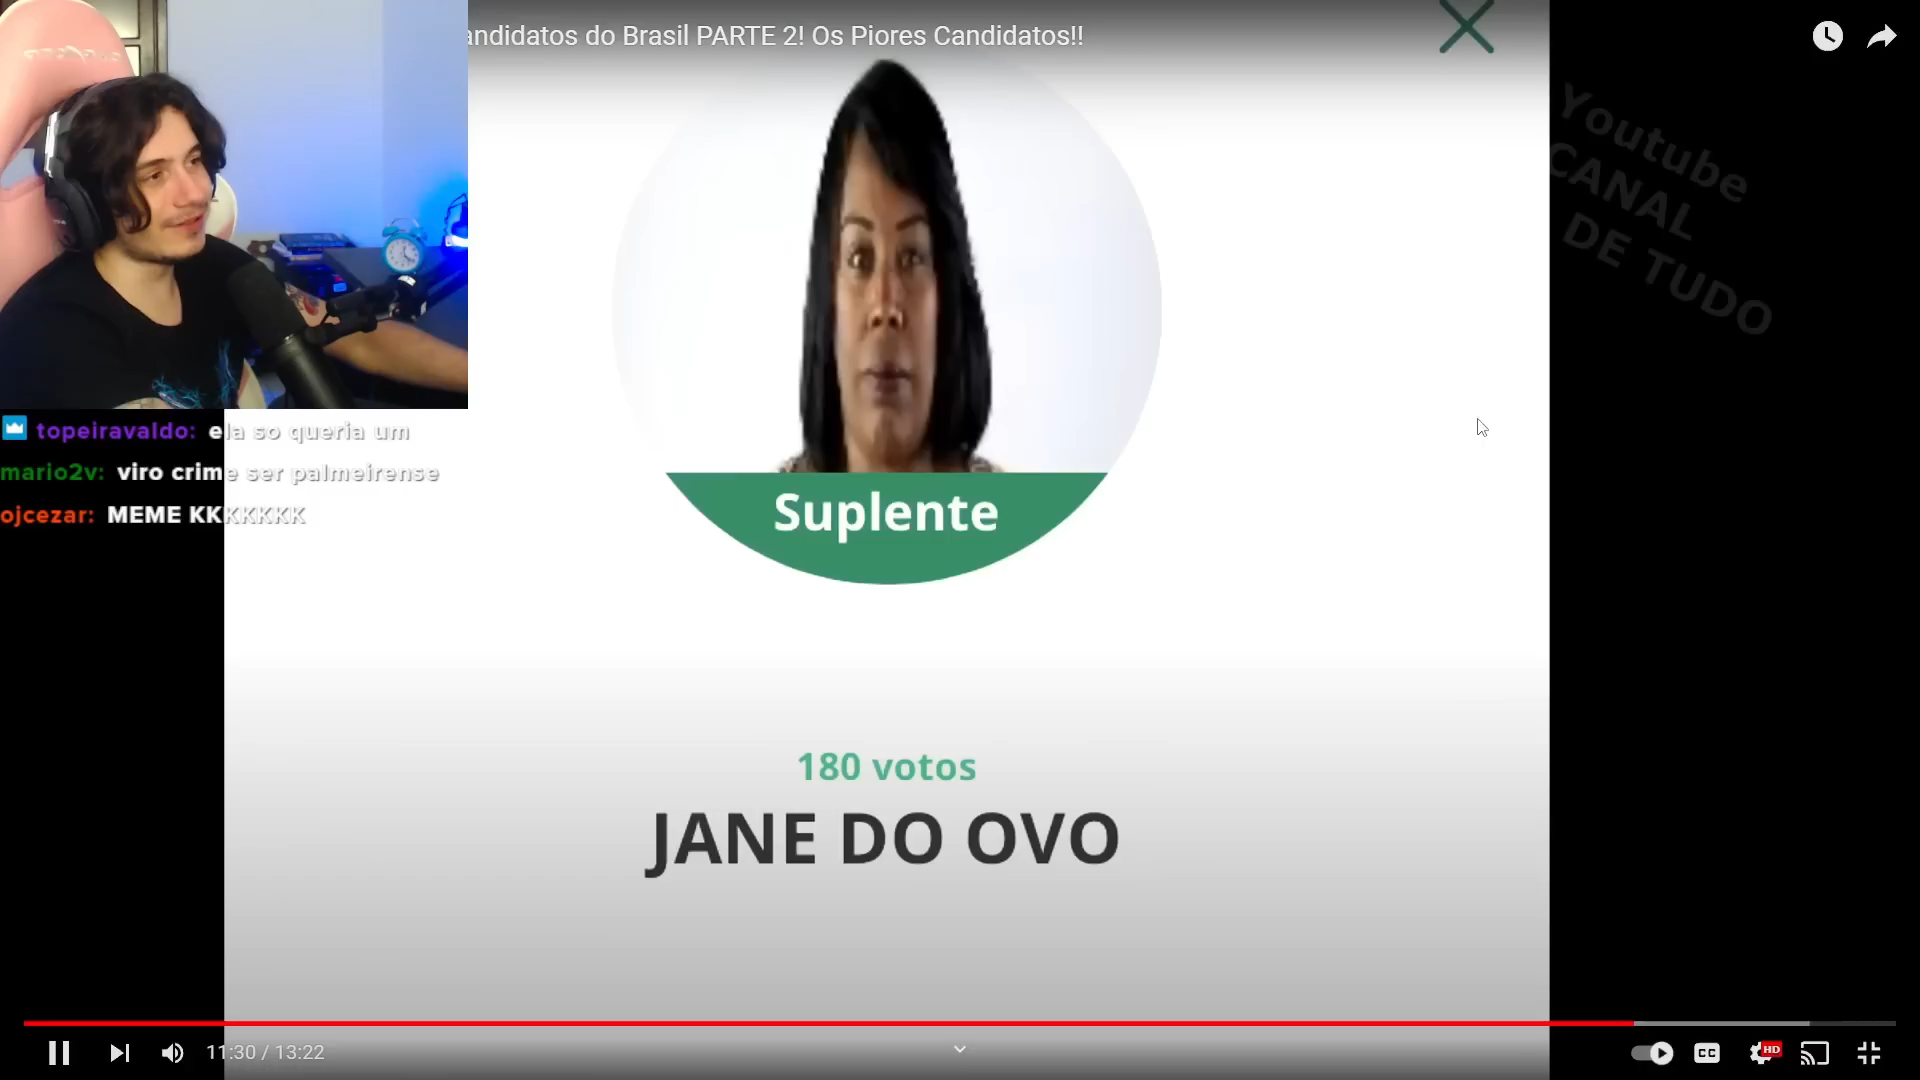 andidatos do Brasil PARTE 2! Os Piores Candidatos!!
Youtube
CANAL
DE TUDO
topeiravaldo: ela so queria um
mario2v: viro crime ser palmeirense
ojcezar: MEME KKKKKKK
Suplente
180 votos
JANE DO OVO
11:30 / 13:22
CC
HD